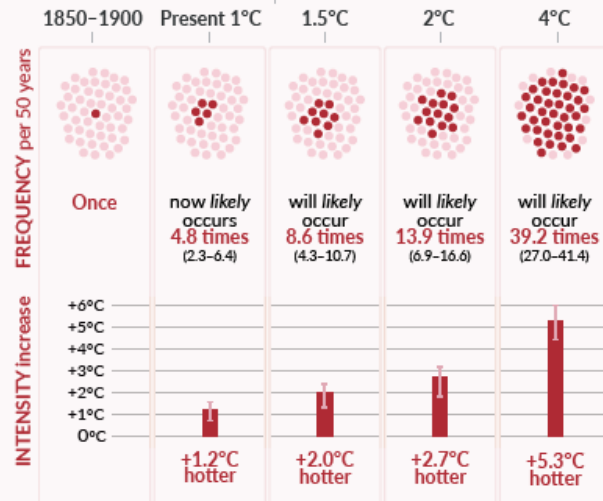 1850–1900 Present 1°C 1.5°C 2°C 4°C
FREQUENCY per 50 years
Once
now likely occurs 4.8 times (2.3–6.4)
will likely occur 8.6 times (4.3–10.7)
will likely occur 13.9 times (6.9–16.6)
will likely occur 39.2 times (27.0–41.4)
INTENSITY increase
+6°C
+5°C
+4°C
+3°C
+2°C
+1°C
0°C
+1.2°C hotter
+2.0°C hotter
+2.7°C hotter
+5.3°C hotter